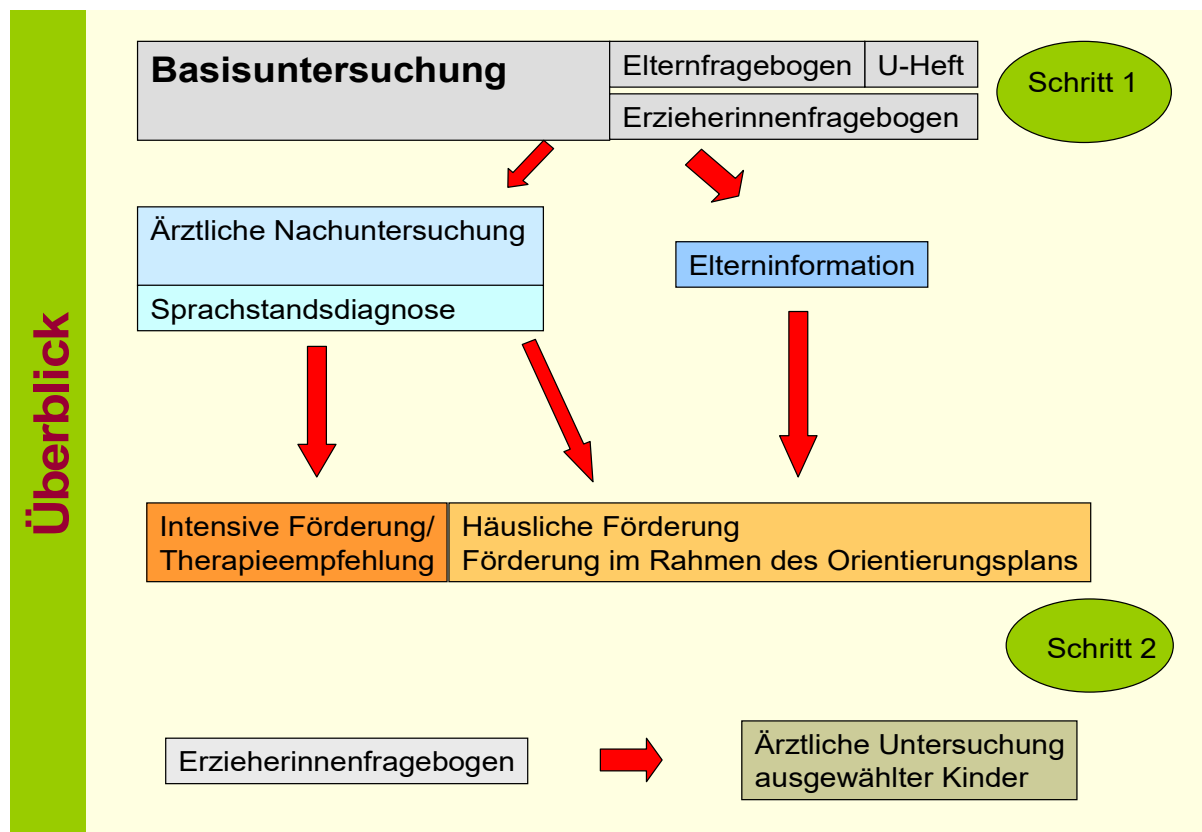 Überblick
Basisuntersuchung
Elternfragebogen
U-Heft
Erzieherinnenfragebogen
Schritt 1
Ärztliche Nachuntersuchung
Sprachstandsdiagnose
Elterninformation
Intensive Förderung/
Therapieempfehlung
Häusliche Förderung
Förderung im Rahmen des Orientierungsplans
Schritt 2
Erzieherinnenfragebogen
Ärztliche Untersuchung
ausgewählter Kinder